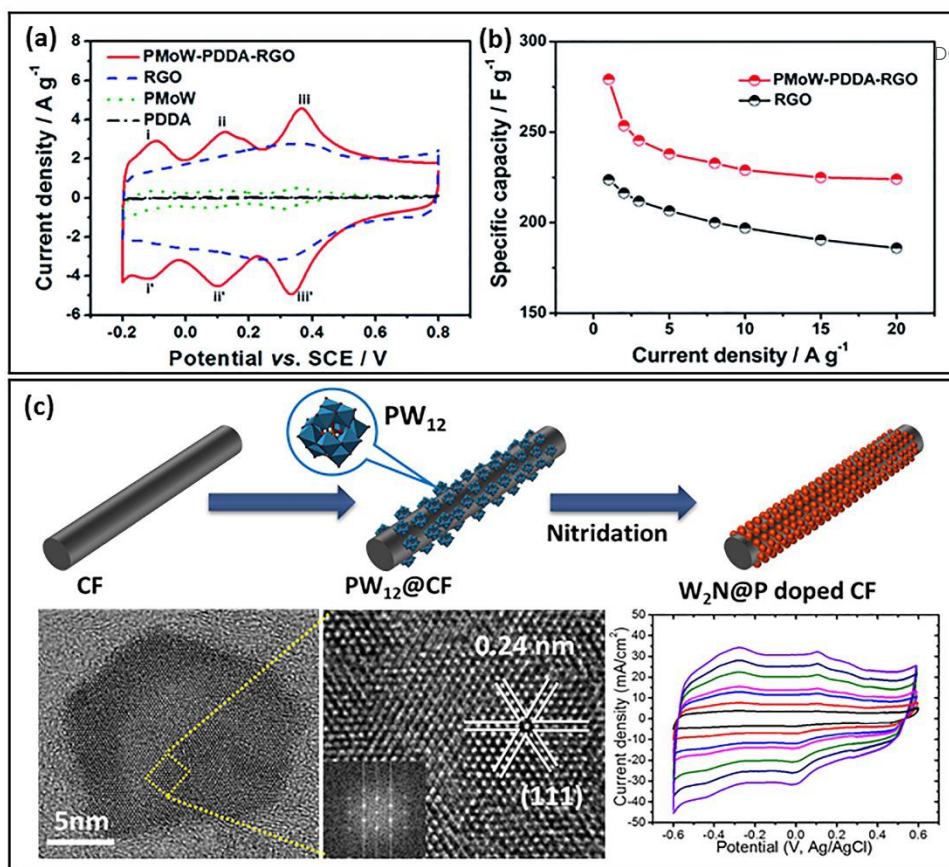 (a)
PMoW-PDDA-RGO
RGO
PMoW
PDDA
i
ii
iii
i'
ii'
iii'
Current density / A g⁻¹
8
6
4
2
0
-2
-4
-6
-0.2 0.0 0.2 0.4 0.6 0.8
Potential vs. SCE / V
(b)
PMoW-PDDA-RGO
RGO
Specific capacity / F g⁻¹
300
250
200
150
0 5 10 15 20
Current density / A g⁻¹
(c)
PW₁₂
Nitridation
CF
PW₁₂@CF
W₂N@P doped CF
5nm
0.24 nm
(111)
Current density (mA/cm²)
50
40
30
20
10
0
-10
-20
-30
-40
-50
-0.6 -0.4 -0.2 0.0 0.2 0.4 0.6
Potential (V, Ag/AgCl)